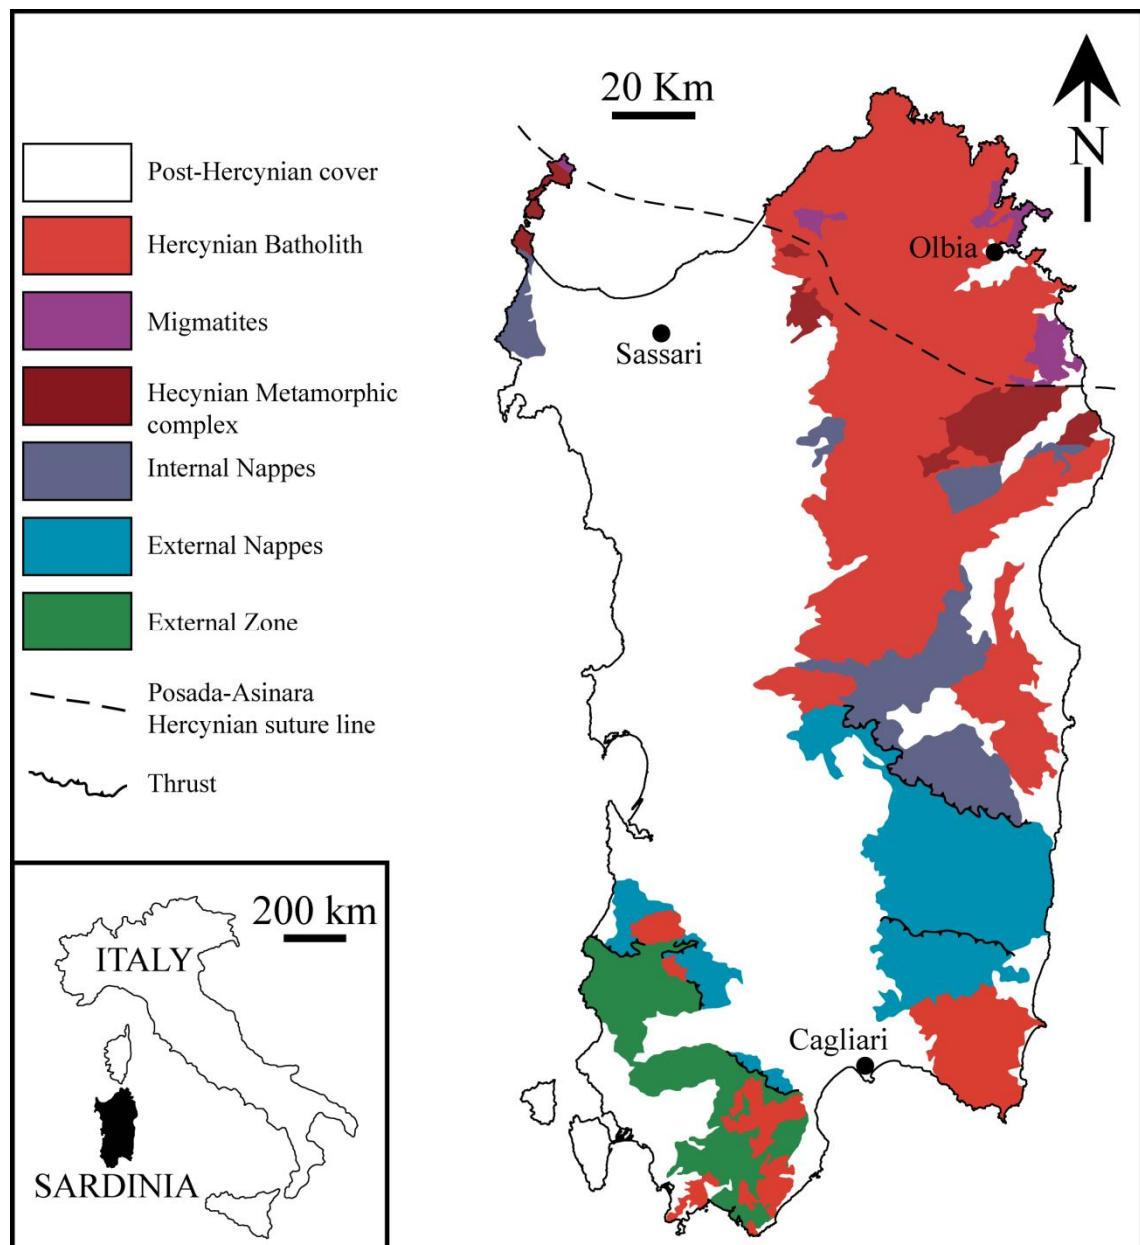 20 Km
N
Post-Hercynian cover
Hercynian Batholith
Migmatites
Hecynian Metamorphic
complex
Internal Nappes
External Nappes
External Zone
Posada-Asinara
Hercynian suture line
Thrust
Olbia
Sassari
Cagliari
200 km
ITALY
SARDINIA